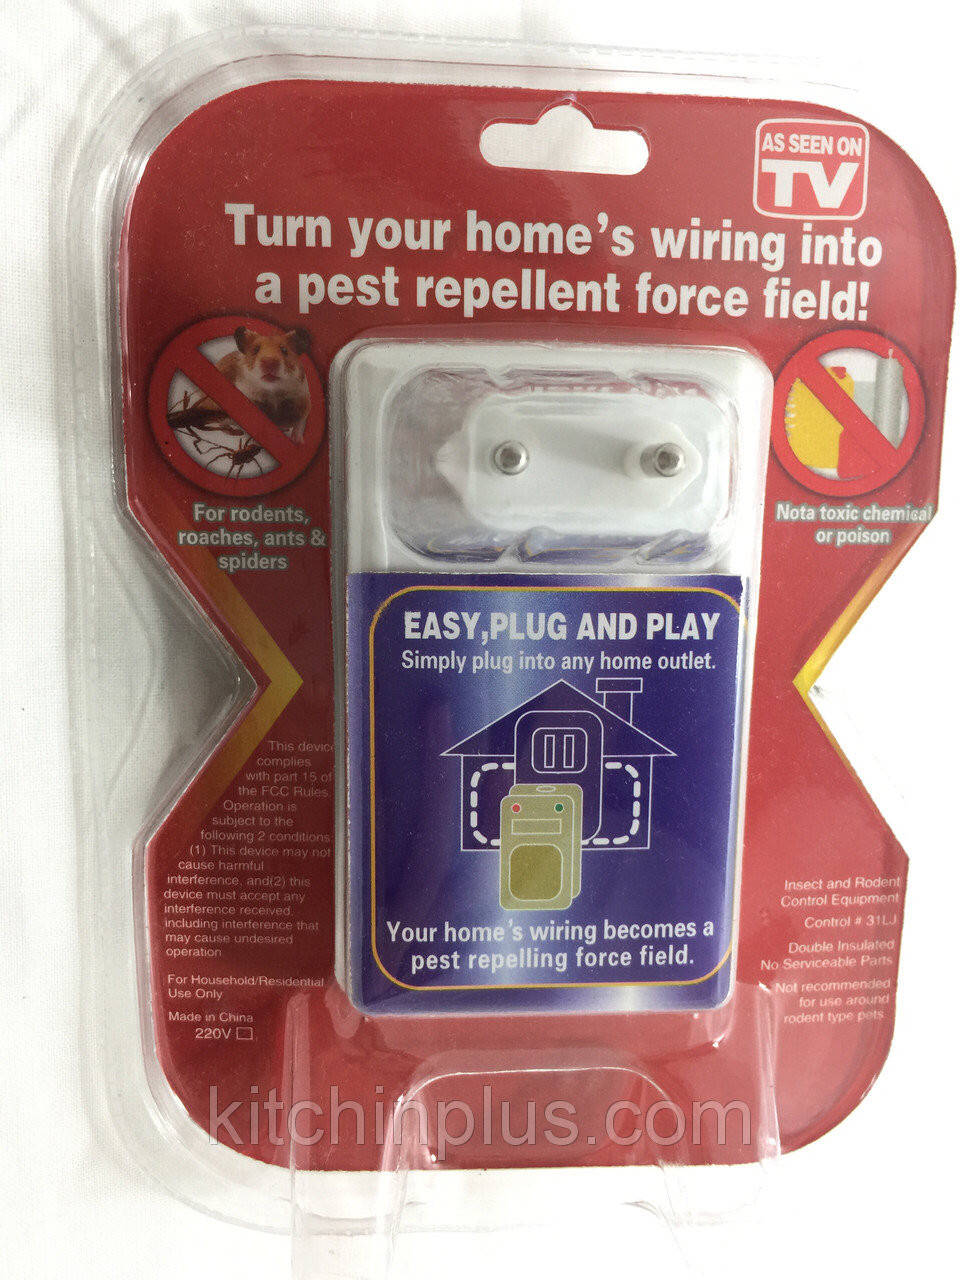 AS SEEN ON
TV
Turn your home's wiring into
a pest repellent force field!
For rodents,
roaches, ants &
spiders
Nota toxic chemical
or poison
EASY,PLUG AND PLAY
Simply plug into any home outlet.
Your home's wiring becomes a
pest repelling force field.
This device
complies
with part 15 of
the FCC Rules.
Operation is
subject to the
following 2 conditions:
(1) This device may not
cause harmful
interference, and(2) this
device must accept any
interference received,
including interference that
may cause undesired
operation
For Household/Residential
Use Only
Made in China
220V
Insect and Rodent
Control Equipment
Control # 31LJ
Double Insulated
No Serviceable Parts
Not recommended
for use around
rodent type pets
kitchinplus.com